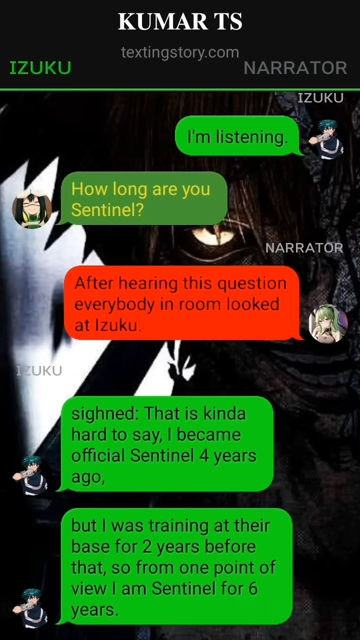 KUMAR TS
textingstory.com
IZUKU NARRATOR
IZUKU
I'm listening.
How long are you
Sentinel?
NARRATOR
After hearing this question
everybody in room looked
at Izuku.
IZUKU
sighned: That is kinda
hard to say, I became
official Sentinel 4 years
ago,
but I was training at their
base for 2 years before
that, so from one point of
view I am Sentinel for 6
years.